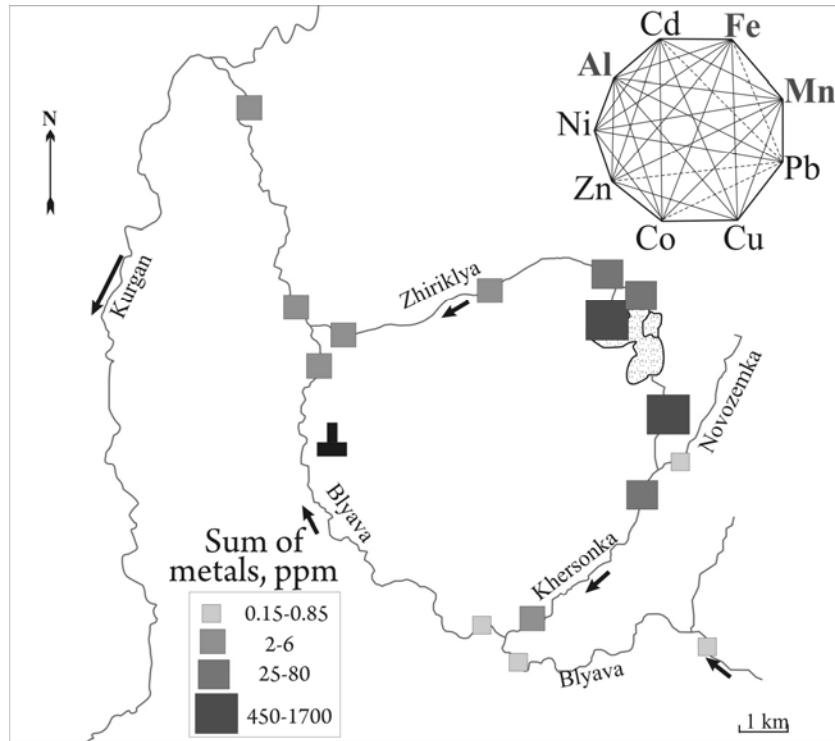 Cd Fe
Al
Mn
Ni
Pb
Zn
Co Cu
N
Kurgan
Zhiriklya
Novozemka
Blyava
Khersonka
Blyava
Sum of
metals, ppm
0.15-0.85
2-6
25-80
450-1700
1 km